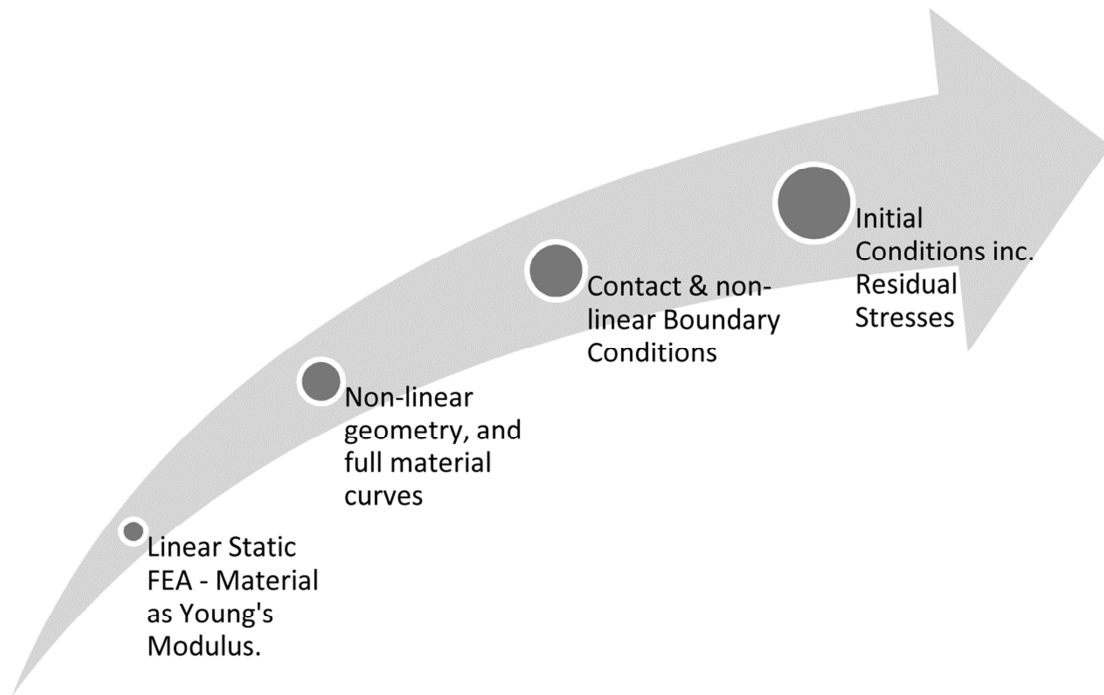 Linear Static
FEA - Material
as Young's
Modulus.
Non-linear
geometry, and
full material
curves
Contact & non-
linear Boundary
Conditions
Initial
Conditions inc.
Residual
Stresses